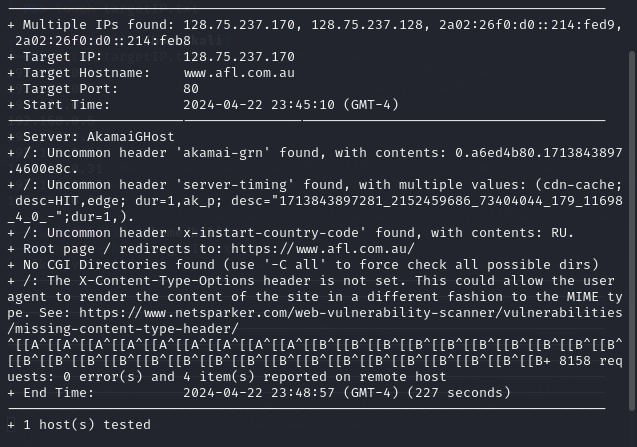 + Multiple IPs found: 128.75.237.170, 128.75.237.128, 2a02:26f0:d0::214:fed9,
 2a02:26f0:d0::214:feb8
+ Target IP:          128.75.237.170
+ Target Hostname:    www.afl.com.au
+ Target Port:        80
+ Start Time:         2024-04-22 23:45:10 (GMT-4)
+ Server: AkamaiGHost
+ /: Uncommon header 'akamai-grn' found, with contents: 0.a6ed4b80.1713843897
.4600e8c.
+ /: Uncommon header 'server-timing' found, with multiple values: (cdn-cache;
 desc=HIT,edge; dur=1,ak_p; desc="1713843897281_2152459686_73404044_179_11698
_4_0_-";dur=1,).
+ /: Uncommon header 'x-instart-country-code' found, with contents: RU.
+ Root page / redirects to: https://www.afl.com.au/
+ No CGI Directories found (use '-C all' to force check all possible dirs)
+ /: The X-Content-Type-Options header is not set. This could allow the user
agent to render the content of the site in a different fashion to the MIME ty
pe. See: https://www.netsparker.com/web-vulnerability-scanner/vulnerabilities
/missing-content-type-header/
^[[A^[[A^[[A^[[A^[[A^[[A^[[A^[[A^[[A^[[B^[[B^[[B^[[B^[[B^[[B^[[B^[[B^[[B^[[B^
[[B^[[B^[[B^[[B^[[B^[[B^[[B^[[B^[[B^[[B^[[B^[[B^[[B^[[B^[[B^[[B+ 8158 req
uests: 0 error(s) and 4 item(s) reported on remote host
+ End Time:           2024-04-22 23:48:57 (GMT-4) (227 seconds)
+ 1 host(s) tested